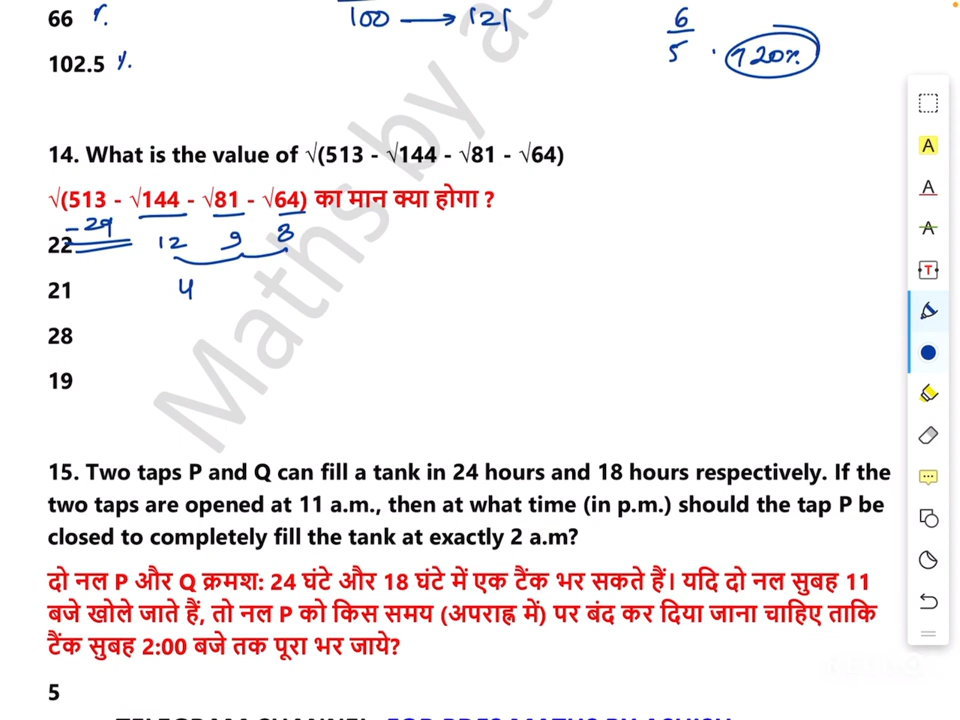 66 %
100 → 121
6/5 . ↑20%
102.5 %
14. What is the value of √(513 - √144 - √81 - √64)
√(513 - √144 - √81 - √64) का मान क्या होगा ?
-29
22
12 9 8
21
4
28
19
15. Two taps P and Q can fill a tank in 24 hours and 18 hours respectively. If the
two taps are opened at 11 a.m., then at what time (in p.m.) should the tap P be
closed to completely fill the tank at exactly 2 a.m?
दो नल P और Q क्रमश: 24 घंटे और 18 घंटे में एक टैंक भर सकते हैं। यदि दो नल सुबह 11
बजे खोले जाते हैं, तो नल P को किस समय (अपराह्न में) पर बंद कर दिया जाना चाहिए ताकि
टैंक सुबह 2:00 बजे तक पूरा भर जाये?
5
Maths by as
A
A
A
T